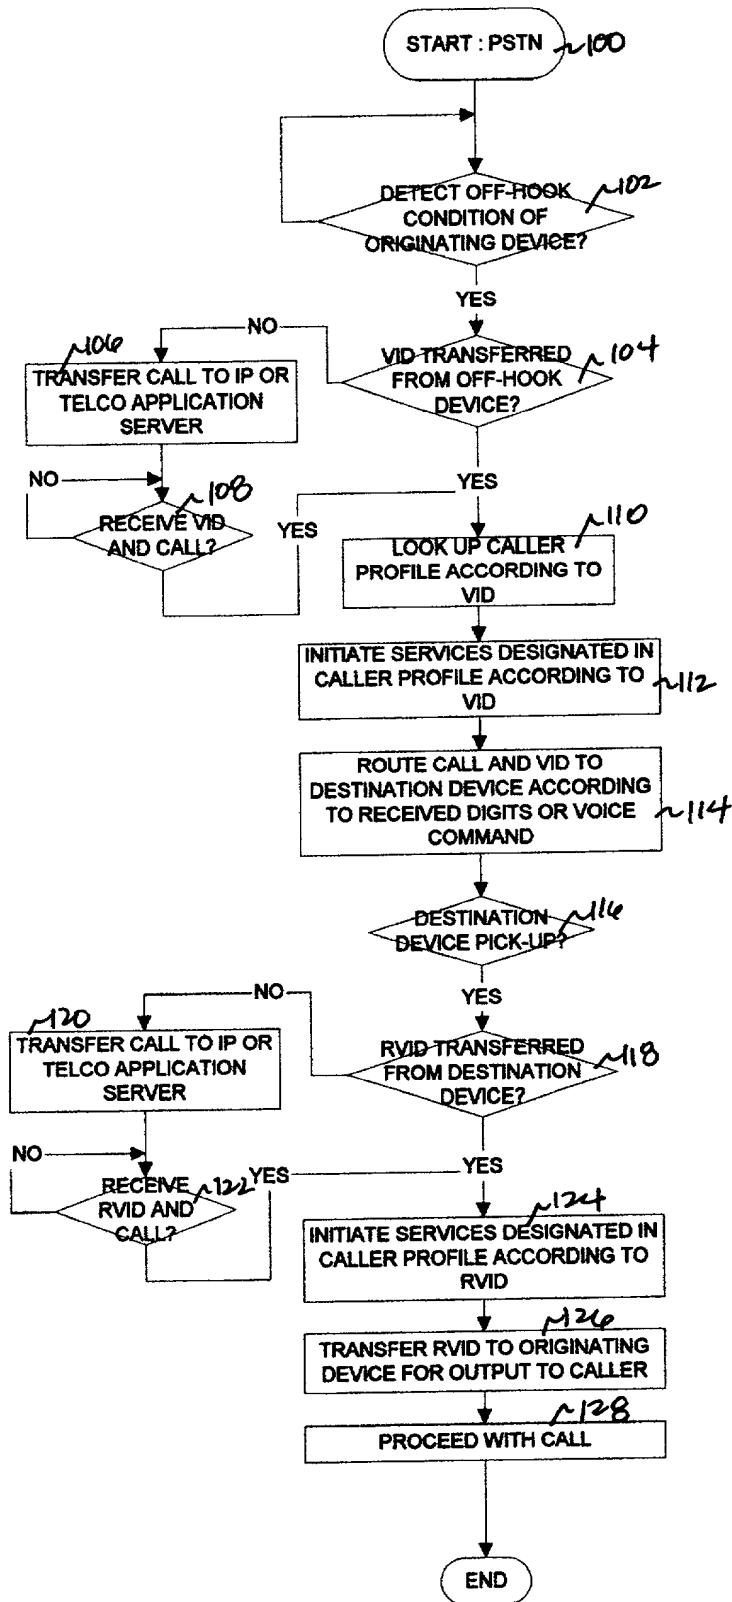 START : PSTN ~100
DETECT OFF-HOOK ~102
CONDITION OF
ORIGINATING DEVICE?
YES
NO
VID TRANSFERRED
FROM OFF-HOOK ~104
DEVICE?
~106
TRANSFER CALL TO IP OR
TELCO APPLICATION
SERVER
YES
NO
~108
RECEIVE VID
AND CALL?
YES
~110
LOOK UP CALLER
PROFILE ACCORDING TO
VID
INITIATE SERVICES DESIGNATED IN
CALLER PROFILE ACCORDING TO
VID
~112
ROUTE CALL AND VID TO
DESTINATION DEVICE ACCORDING
TO RECEIVED DIGITS OR VOICE
COMMAND
~114
DESTINATION ~116
DEVICE PICK-UP?
YES
NO
RVID TRANSFERRED
FROM DESTINATION ~118
DEVICE?
~120
TRANSFER CALL TO IP OR
TELCO APPLICATION
SERVER
YES
NO
RECEIVE ~122
RVID AND
CALL?
YES
~124
INITIATE SERVICES DESIGNATED IN
CALLER PROFILE ACCORDING TO
RVID
~126
TRANSFER RVID TO ORIGINATING
DEVICE FOR OUTPUT TO CALLER
~128
PROCEED WITH CALL
END